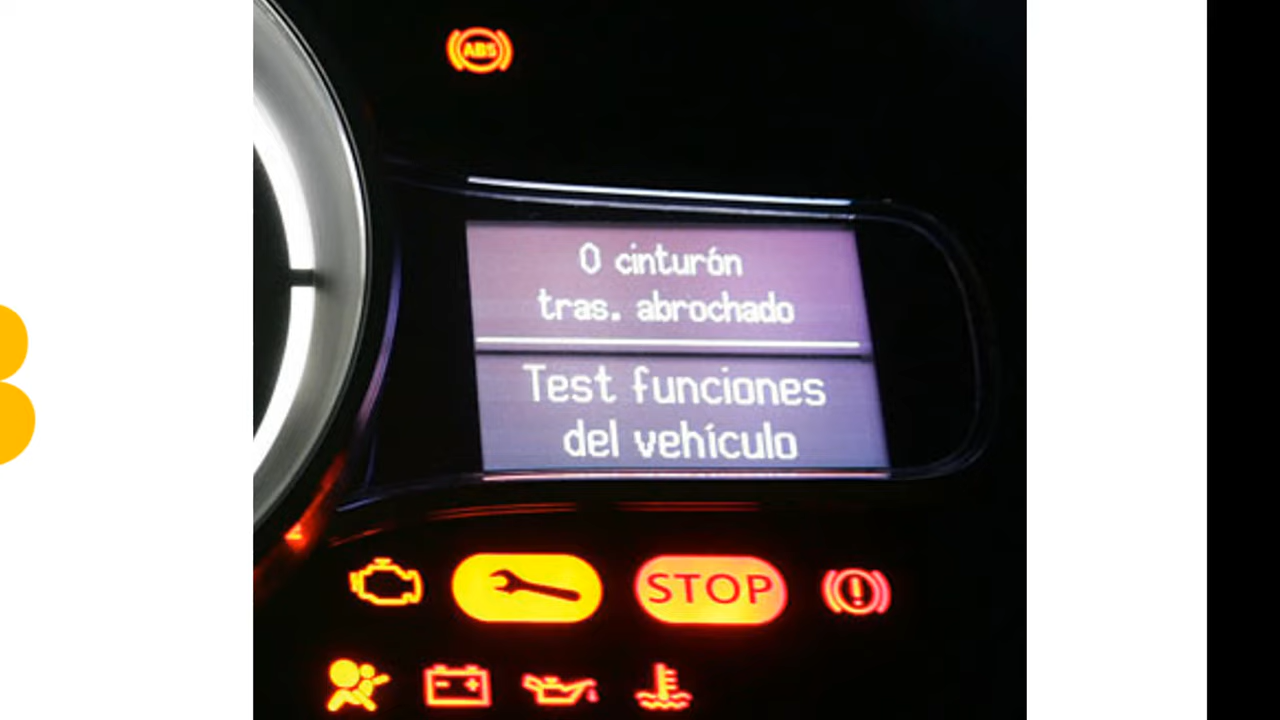 ABS
0 cinturón
tras. abrochado
Test funciones
del vehículo
STOP